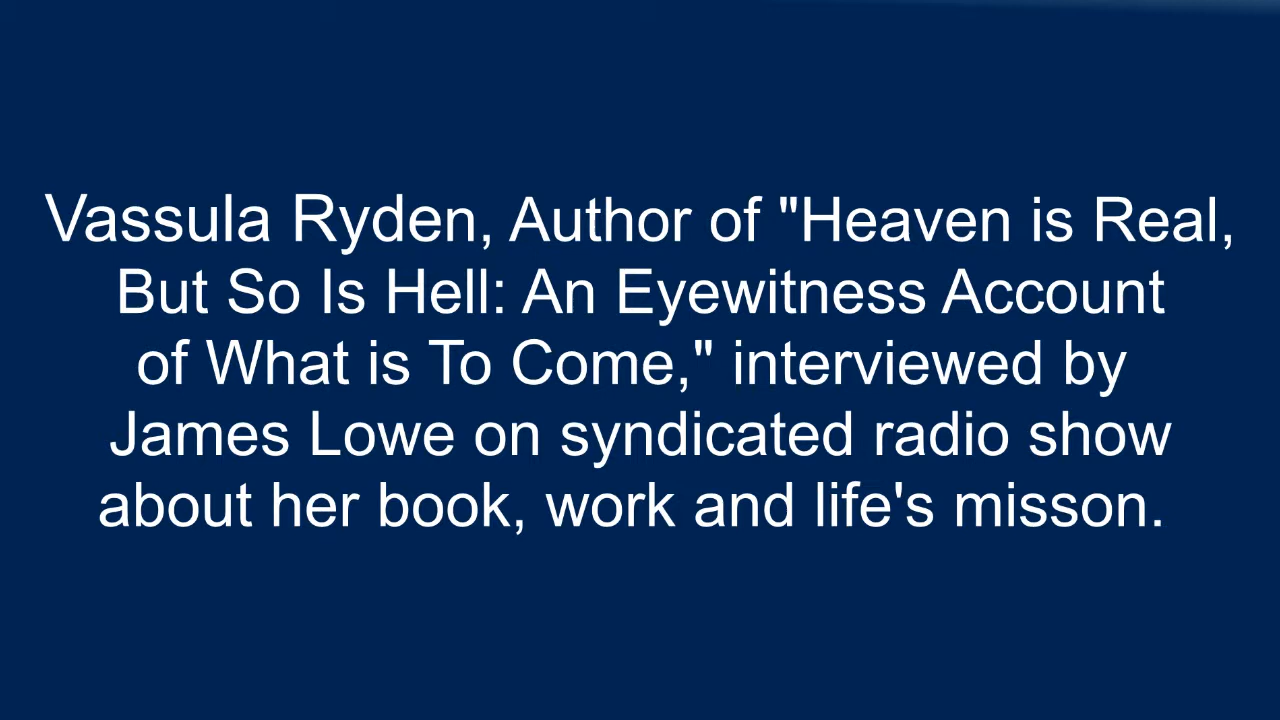 Vassula Ryden, Author of "Heaven is Real,
But So Is Hell: An Eyewitness Account
of What is To Come," interviewed by
James Lowe on syndicated radio show
about her book, work and life's misson.